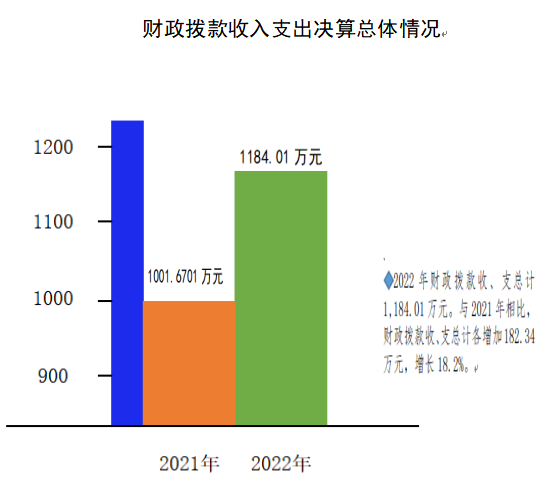 财政拨款收入支出决算总体情况
1200
1184.01 万元
1100
1001.6701 万元
1000
900
2021年 2022年
2022 年财政拨款收、支总计
1,184.01 万元。与 2021 年相比，
财政拨款收、支总计各增加 182.34
万元，增长 18.2%。